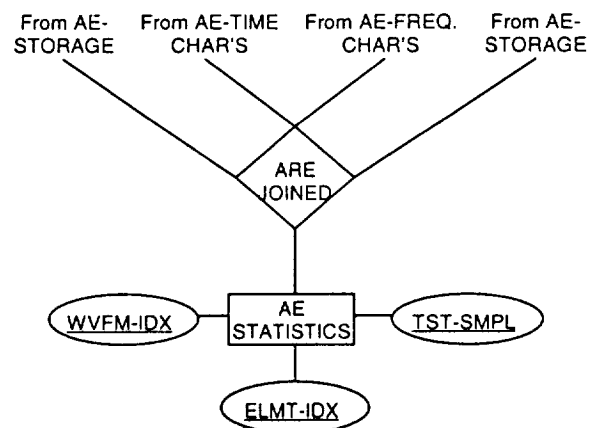 From AE-
STORAGE
From AE-TIME
CHAR'S
From AE-FREQ.
CHAR'S
From AE-
STORAGE
ARE
JOINED
WVFM-IDX
AE
STATISTICS
TST-SMPL
ELMT-IDX